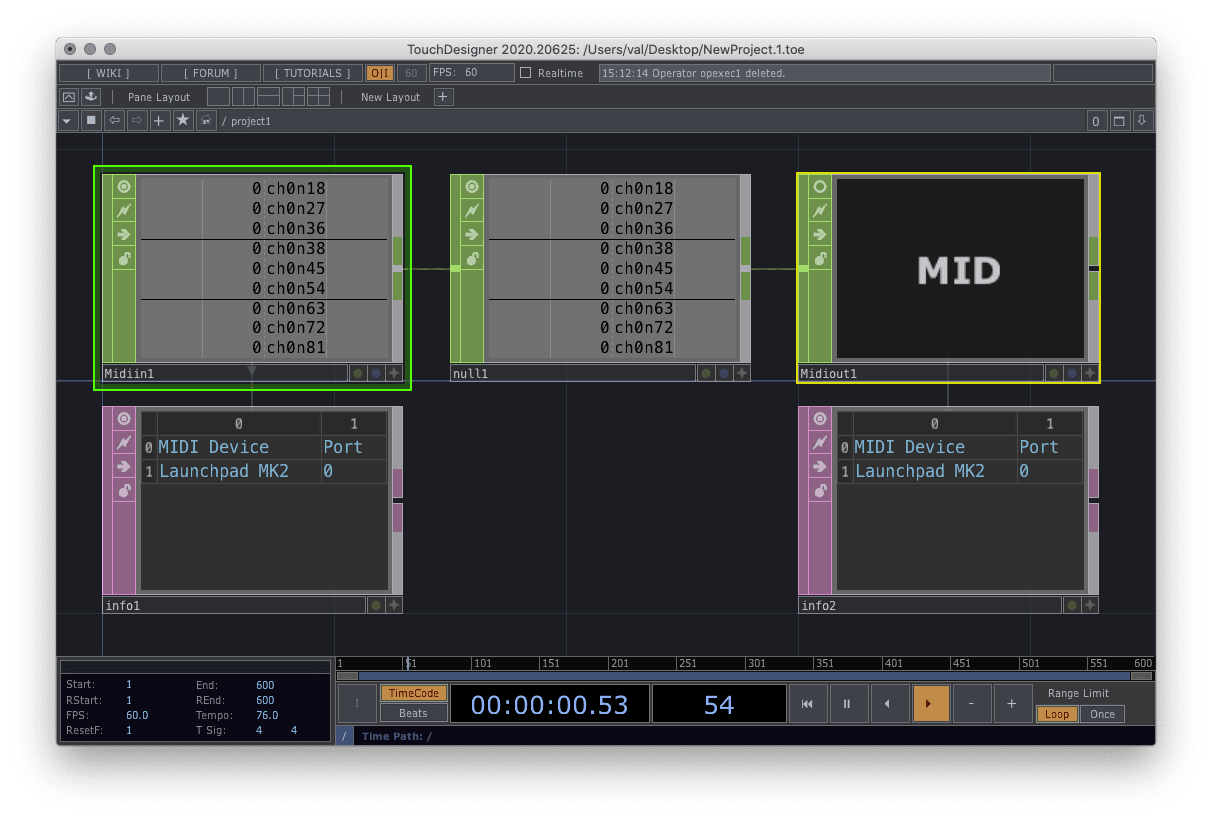 TouchDesigner 2020.20625: /Users/val/Desktop/NewProject.1.toe
[ WIKI ] [ FORUM ] [ TUTORIALS ] O|I 60 FPS: 60 Realtime 15:12:14 Operator opexec1 deleted.
Pane Layout New Layout +
/ project1 0
0 ch0n18
0 ch0n27
0 ch0n36
0 ch0n38
0 ch0n45
0 ch0n54
0 ch0n63
0 ch0n72
0 ch0n81
Midiin1
0 ch0n18
0 ch0n27
0 ch0n36
0 ch0n38
0 ch0n45
0 ch0n54
0 ch0n63
0 ch0n72
0 ch0n81
null1
MID
Midiout1
0 1
0 MIDI Device Port
1 Launchpad MK2 0
info1
0 1
0 MIDI Device Port
1 Launchpad MK2 0
info2
1 51 101 151 201 251 301 351 401 451 501 551 600
Start: 1 End: 600
RStart: 1 REnd: 600
FPS: 60.0 Tempo: 76.0
ResetF: 1 T Sig: 4 4
I TimeCode Beats 00:00:00.53 54 - + Range Limit
Loop Once
/ Time Path: /